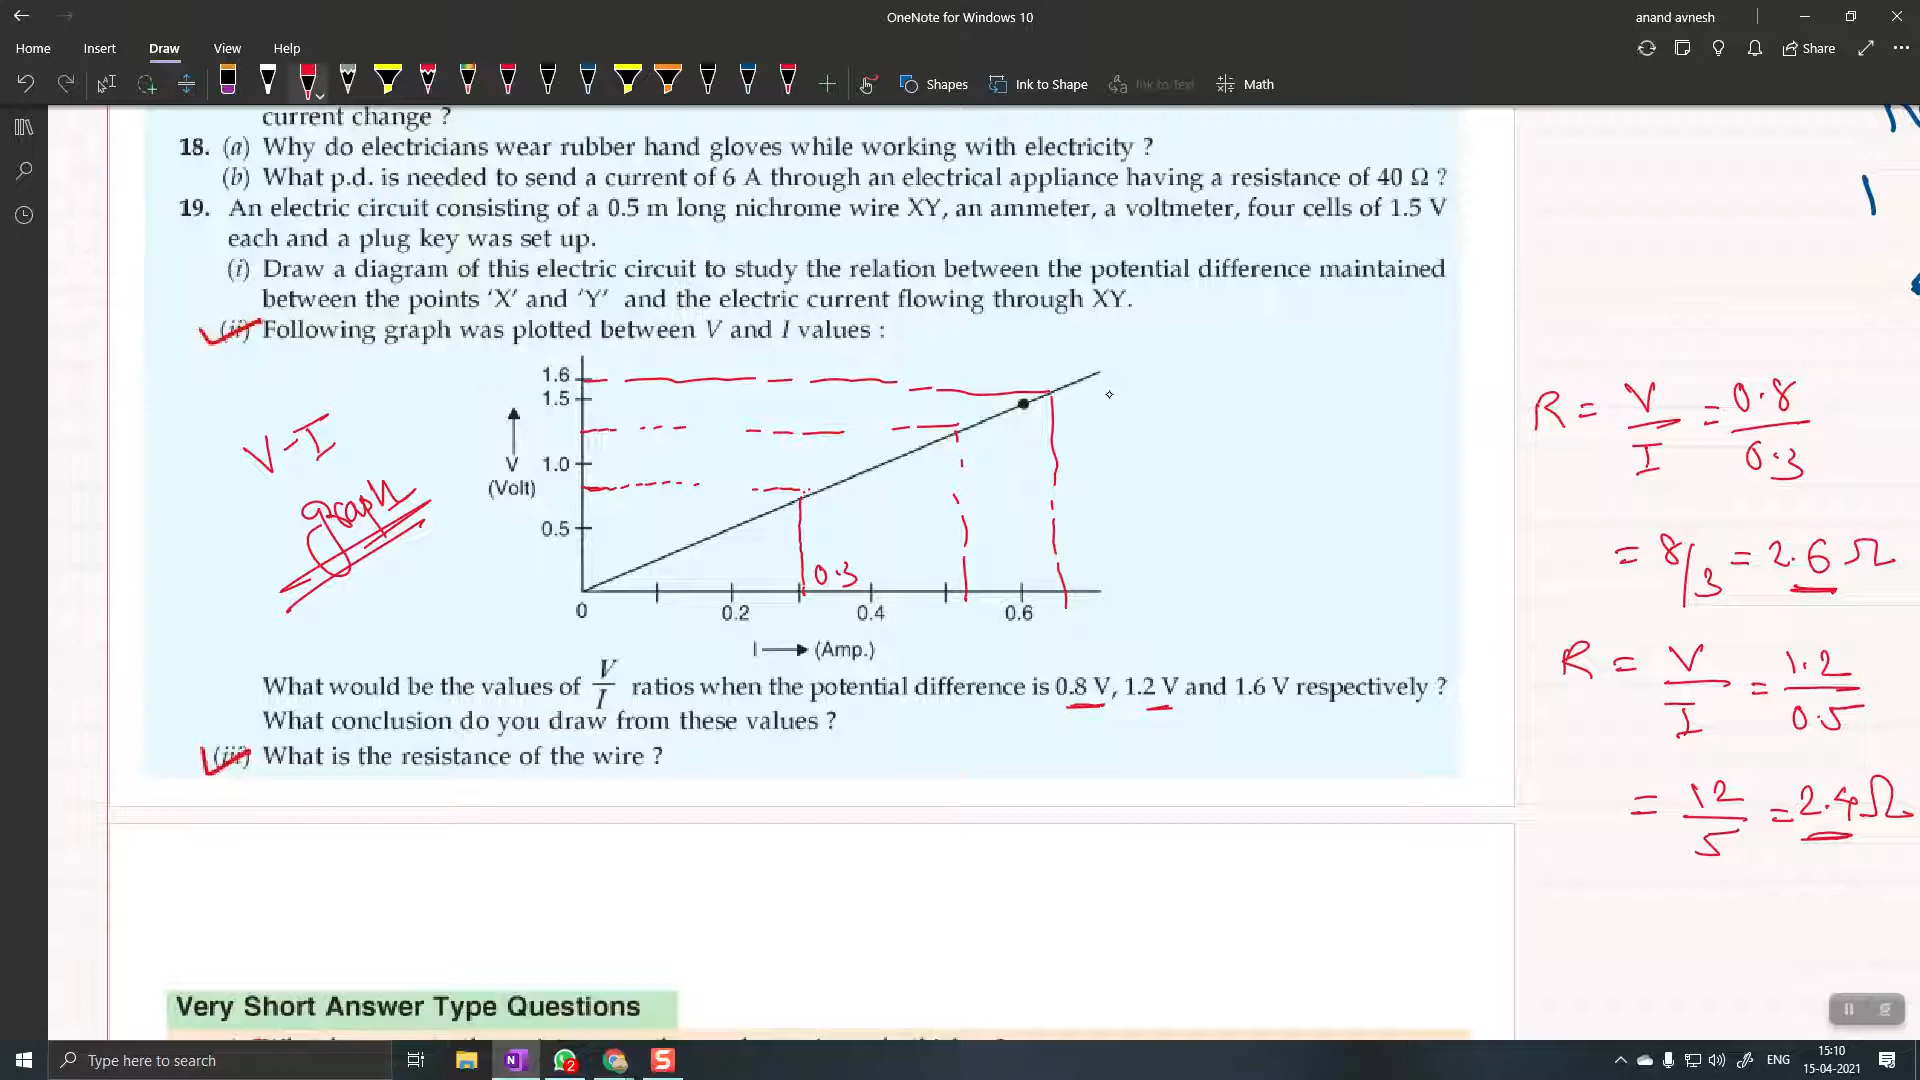 OneNote for Windows 10
anand avnesh
Home Insert Draw View Help
Share
Shapes Ink to Shape Ink to Text Math
current change ?
18. (a) Why do electricians wear rubber hand gloves while working with electricity ?
(b) What p.d. is needed to send a current of 6 A through an electrical appliance having a resistance of 40 Ω ?
19. An electric circuit consisting of a 0.5 m long nichrome wire XY, an ammeter, a voltmeter, four cells of 1.5 V
each and a plug key was set up.
(i) Draw a diagram of this electric circuit to study the relation between the potential difference maintained
between the points ‘X’ and ‘Y’ and the electric current flowing through XY.
(ii) Following graph was plotted between V and I values :
1.6
1.5
V
1.0
(Volt)
0.5
0 0.2 0.4 0.6
I (Amp.)
0.3
V-I
graph
What would be the values of V/I ratios when the potential difference is 0.8 V, 1.2 V and 1.6 V respectively ?
What conclusion do you draw from these values ?
(iii) What is the resistance of the wire ?
R = V/I = 0.8/0.3
= 8/3 = 2.6 Ω
R = V/I = 1.2/0.5
= 12/5 = 2.4 Ω
Very Short Answer Type Questions
Type here to search
N
2
S
ENG
15:10
15-04-2021